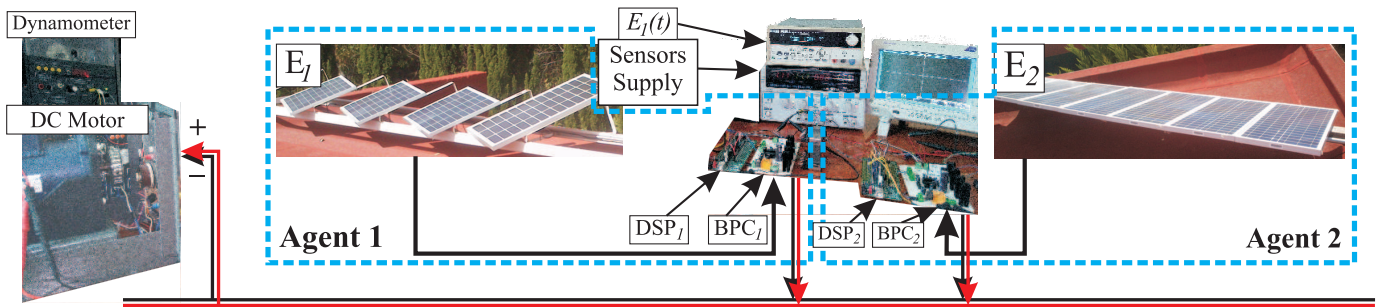 Dynamometer
DC Motor
+
−
E1
E1(t)
Sensors
Supply
E2
DSP1
BPC1
DSP2
BPC2
Agent 1
Agent 2